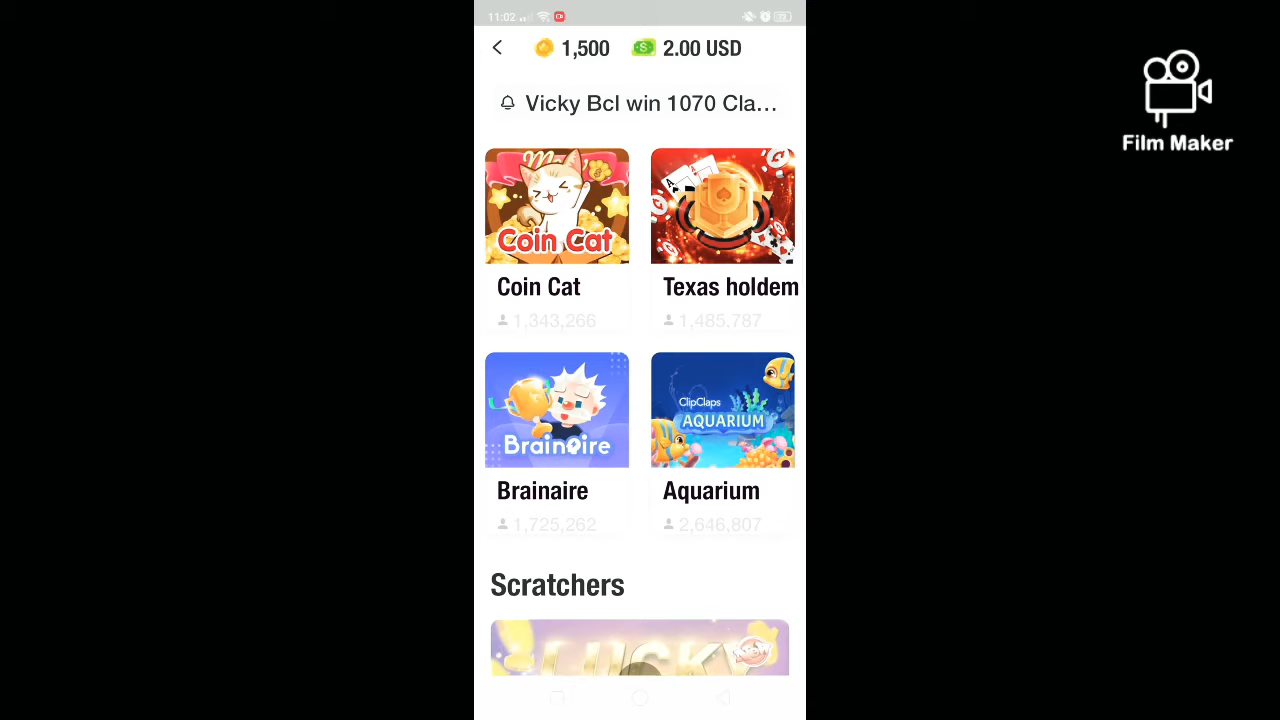 11:02
1,500 2.00 USD
Vicky Bcl win 1070 Cla...
Coin Cat
Coin Cat
1,343,266
Texas holdem
1,485,787
Brainaire
Brainaire
1,725,262
ClipClaps
AQUARIUM
Aquarium
2,646,807
Scratchers
LUCKY
NEW
Film Maker